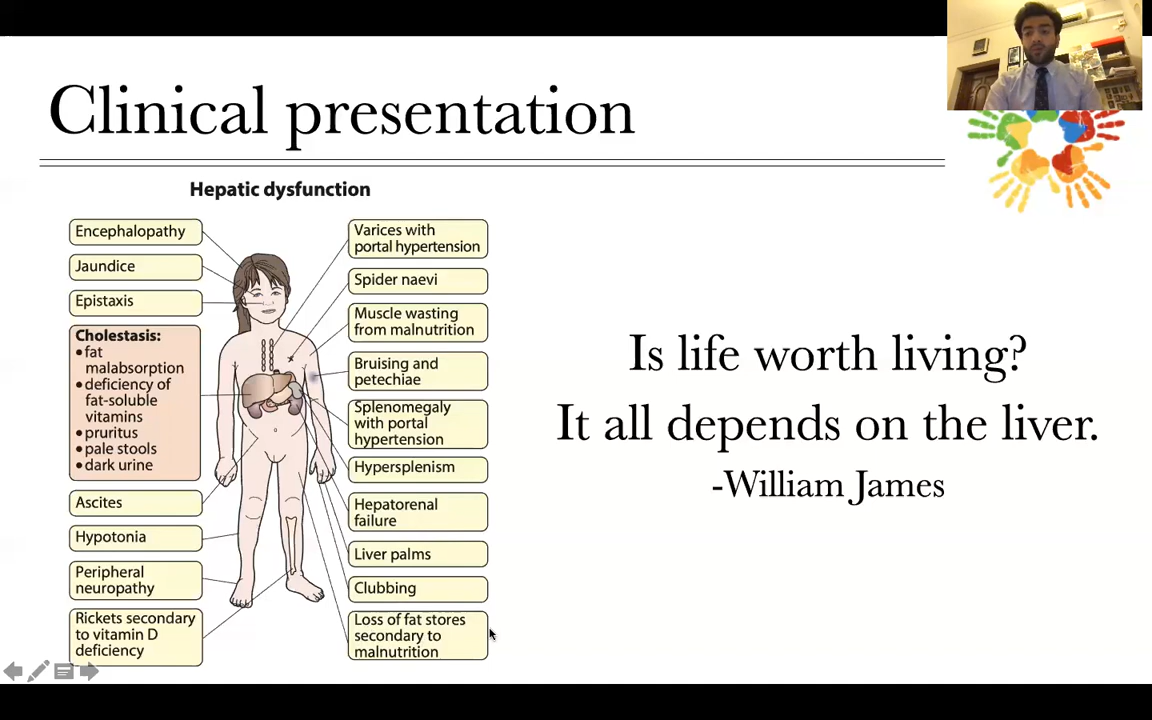 Clinical presentation
Hepatic dysfunction
Encephalopathy
Jaundice
Epistaxis
Cholestasis:
• fat
malabsorption
• deficiency of
fat-soluble
vitamins
• pruritus
• pale stools
• dark urine
Ascites
Hypotonia
Peripheral
neuropathy
Rickets secondary
to vitamin D
deficiency
Varices with
portal hypertension
Spider naevi
Muscle wasting
from malnutrition
Bruising and
petechiae
Splenomegaly
with portal
hypertension
Hypersplenism
Hepatorenal
failure
Liver palms
Clubbing
Loss of fat stores
secondary to
malnutrition
Is life worth living?
It all depends on the liver.
-William James